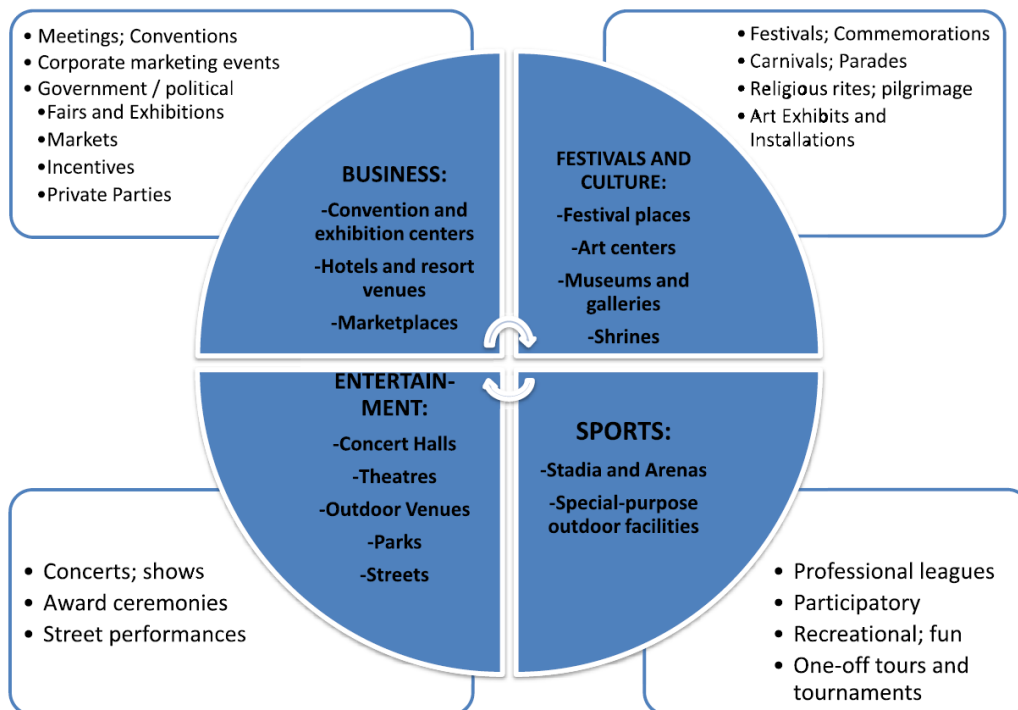 • Meetings; Conventions
• Corporate marketing events
• Government / political
•Fairs and Exhibitions
•Markets
•Incentives
•Private Parties
• Festivals; Commemorations
• Carnivals; Parades
• Religious rites; pilgrimage
• Art Exhibits and
Installations
BUSINESS:
-Convention and
exhibition centers
-Hotels and resort
venues
-Marketplaces
FESTIVALS AND
CULTURE:
-Festival places
-Art centers
-Museums and
galleries
-Shrines
ENTERTAIN-
MENT:
-Concert Halls
-Theatres
-Outdoor Venues
-Parks
-Streets
SPORTS:
-Stadia and Arenas
-Special-purpose
outdoor facilities
• Concerts; shows
• Award ceremonies
• Street performances
• Professional leagues
• Participatory
• Recreational; fun
• One-off tours and
tournaments